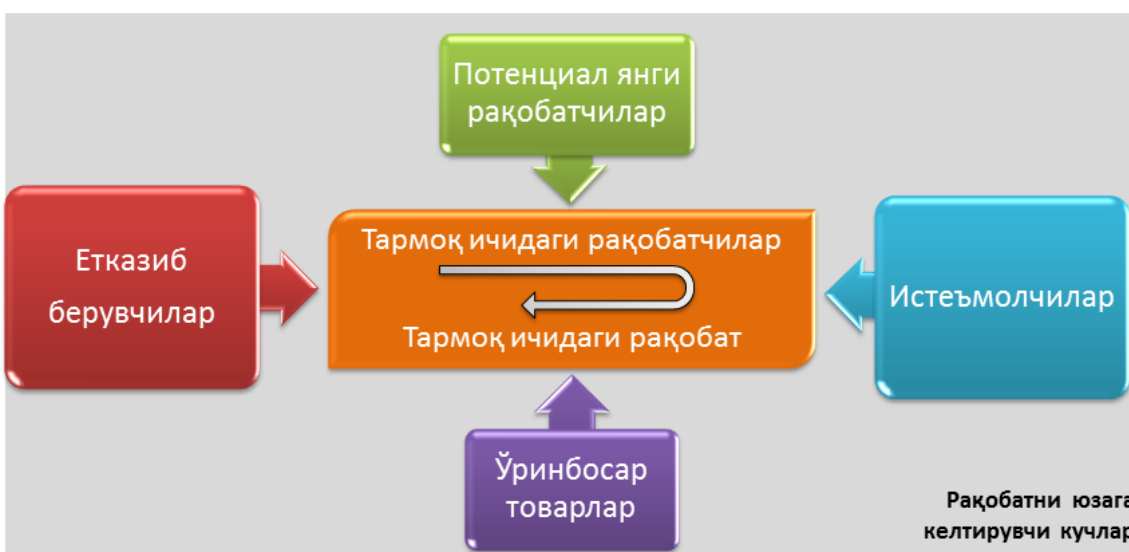 Потенциал янги
рақобатчилар
Етказиб
берувчилар
Тармоқ ичидаги рақобатчилар
Тармоқ ичидаги рақобат
Истеъмолчилар
Ўринбосар
товарлар
Рақобатни юзага
келтирувчи кучлар